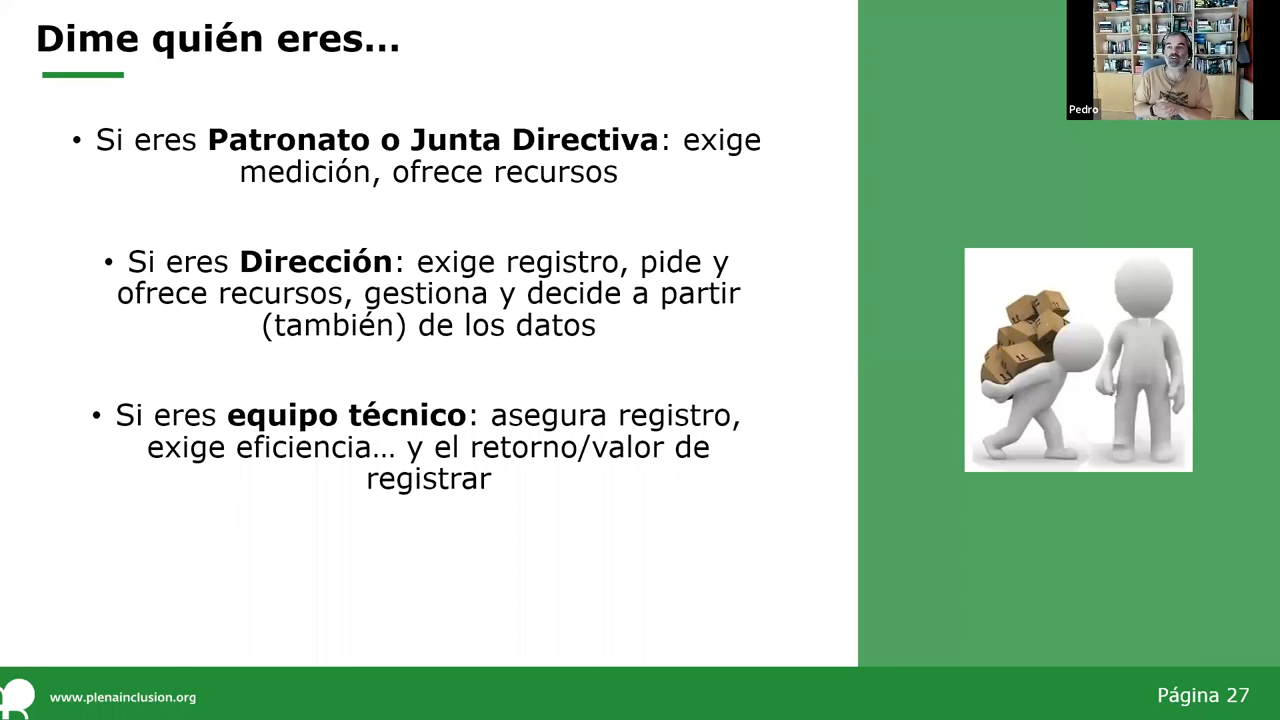 Dime quién eres...
Pedro
• Si eres Patronato o Junta Directiva: exige
medición, ofrece recursos
• Si eres Dirección: exige registro, pide y
ofrece recursos, gestiona y decide a partir
(también) de los datos
• Si eres equipo técnico: asegura registro,
exige eficiencia... y el retorno/valor de
registrar
www.plenainclusion.org
Página 27